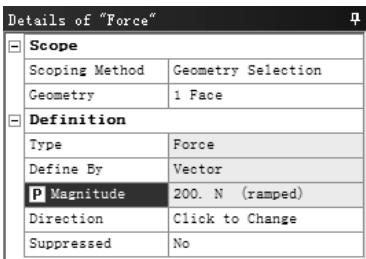 Details of "Force"
Scope
Scoping Method Geometry Selection
Geometry 1 Face
Definition
Type Force
Define By Vector
P Magnitude 200. N (ramped)
Direction Click to Change
Suppressed No